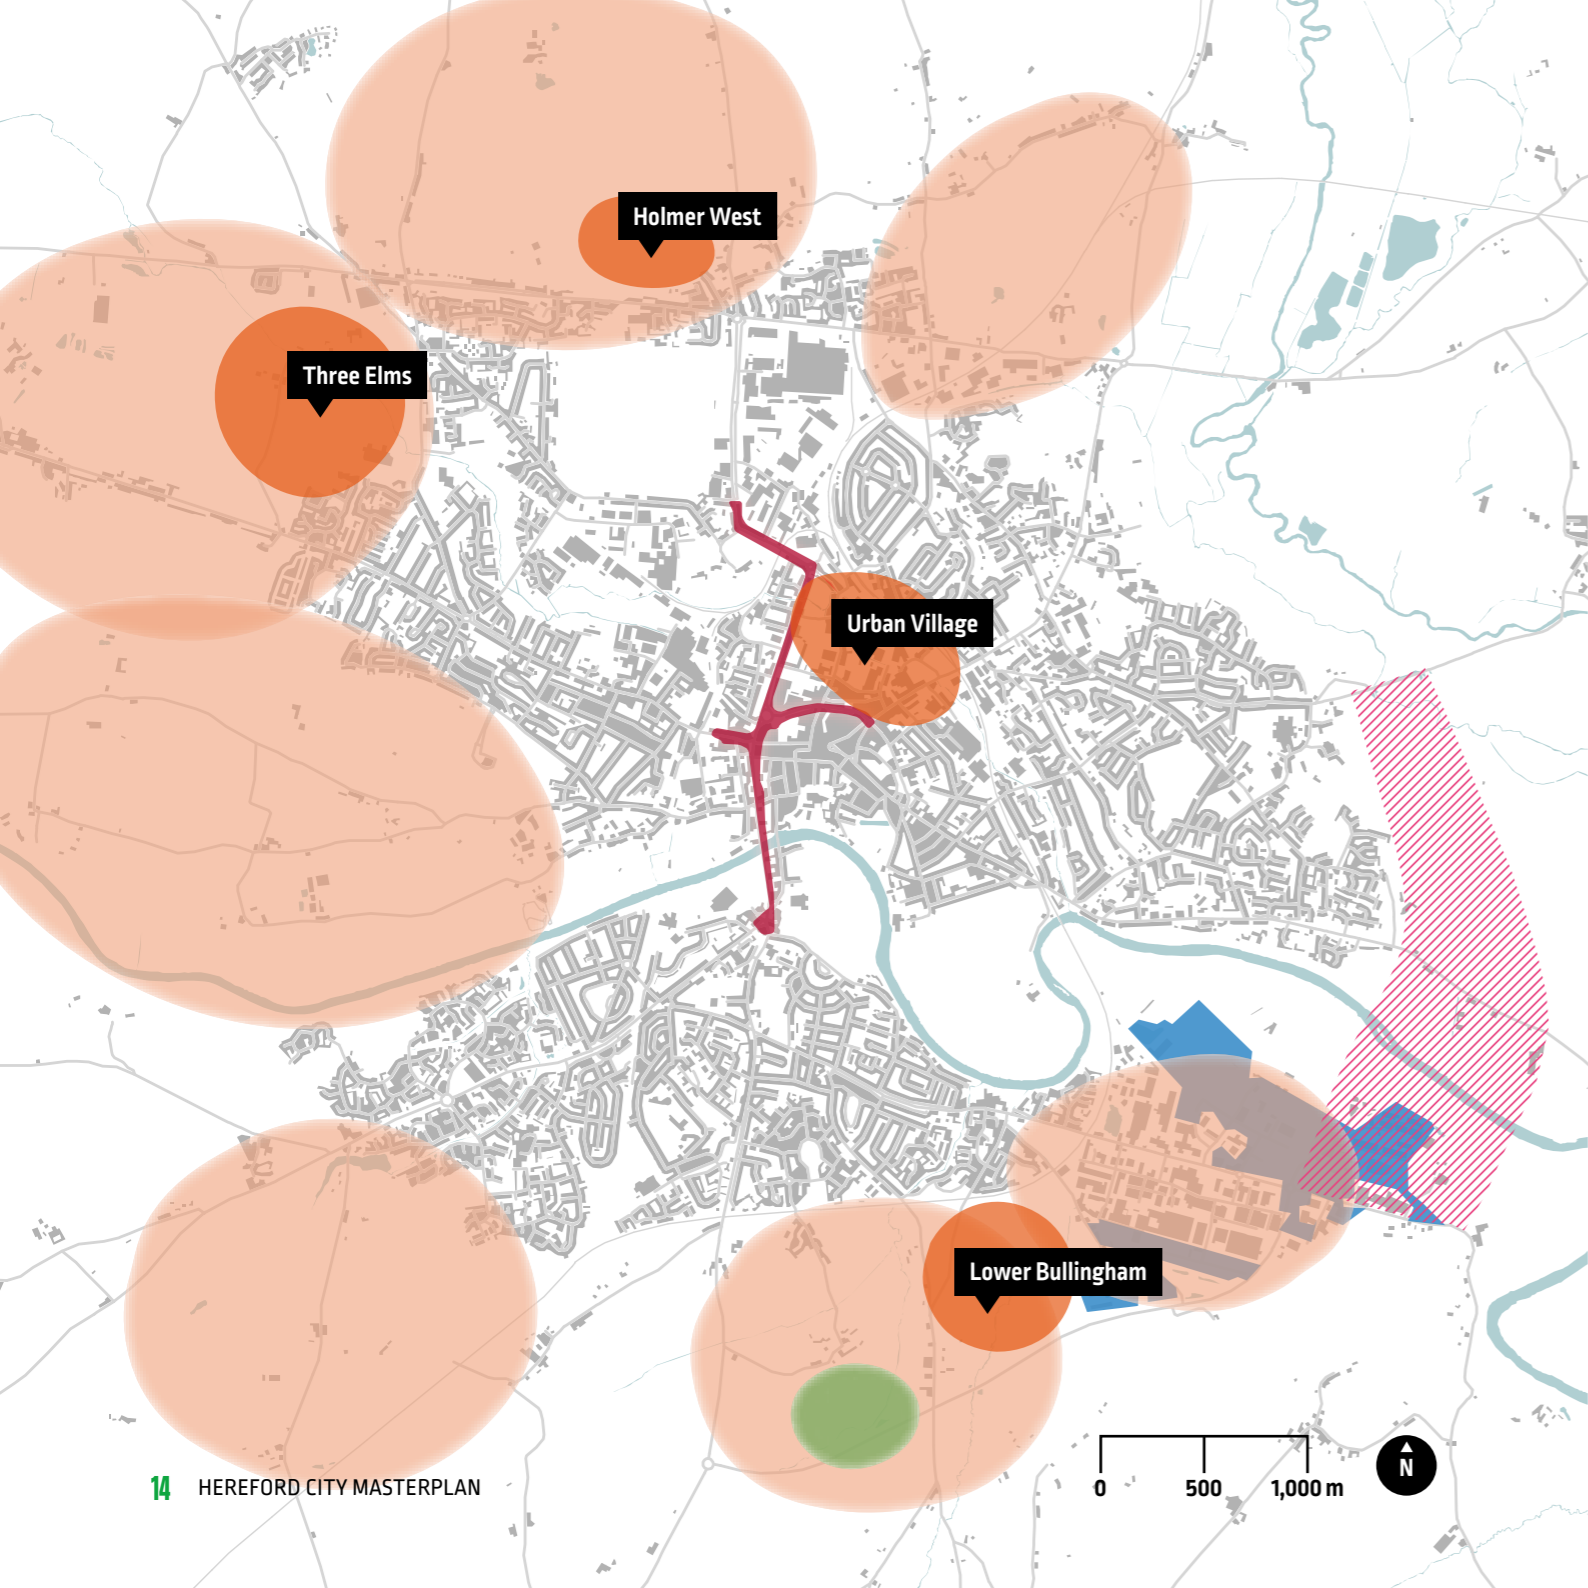 Holmer West
Three Elms
Urban Village
Lower Bullingham
0 500 1,000 m
N
14 HEREFORD CITY MASTERPLAN